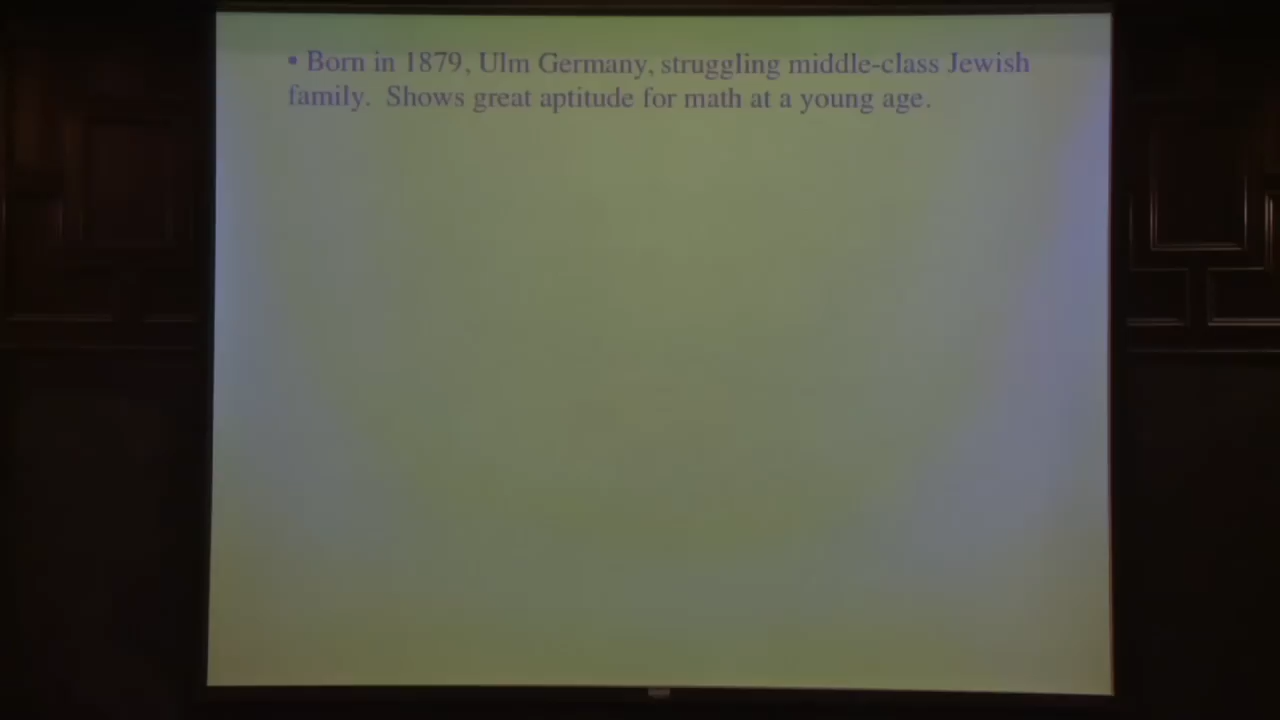 • Born in 1879, Ulm Germany, struggling middle-class Jewish
family.  Shows great aptitude for math at a young age.